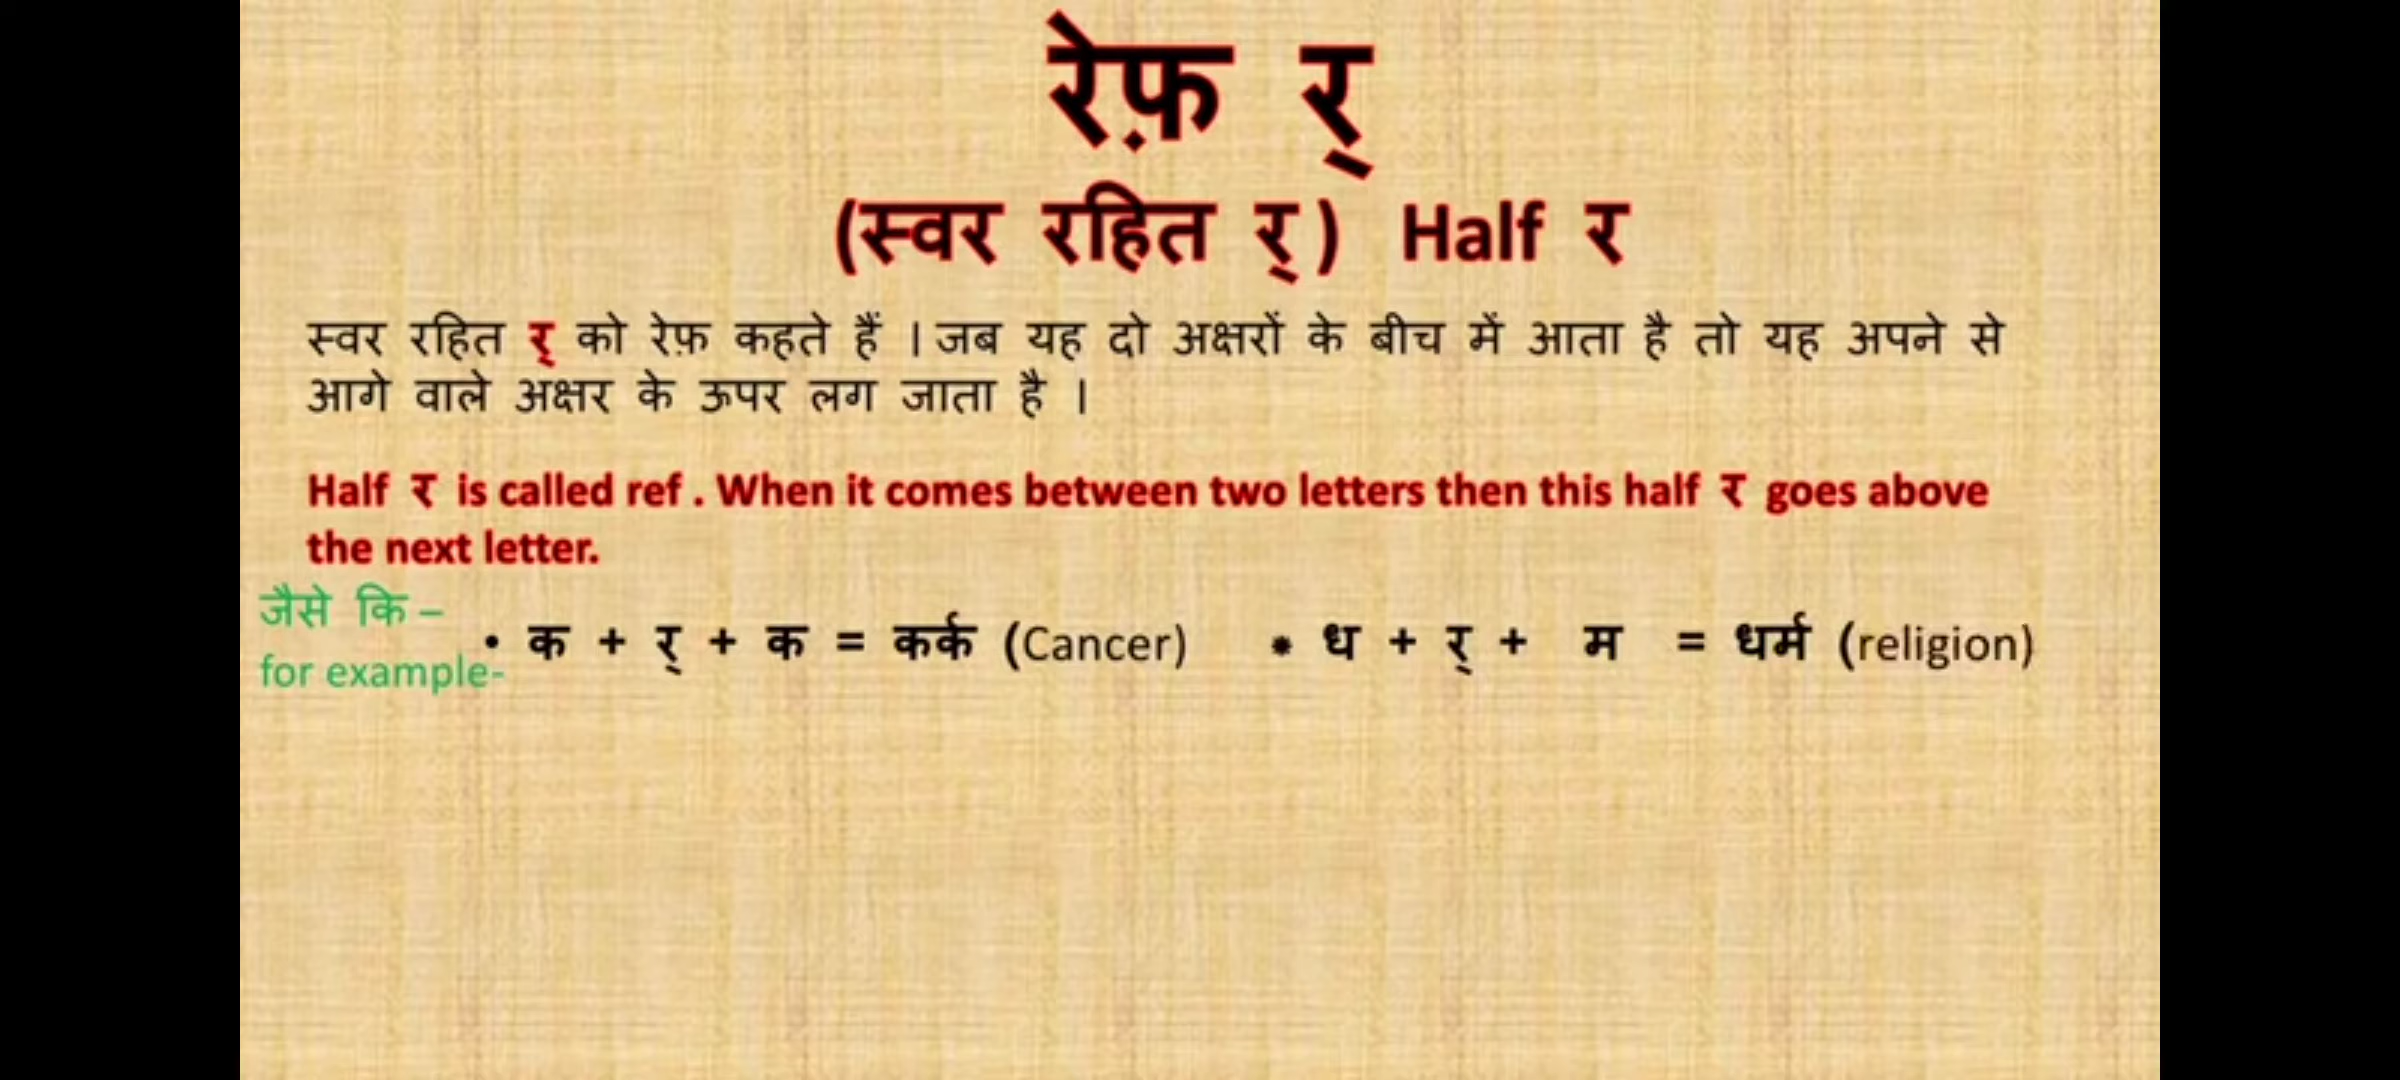 रेफ़ र्
(स्वर रहित र् ) Half र
स्वर रहित र् को रेफ़ कहते हैं । जब यह दो अक्षरों के बीच में आता है तो यह अपने से
आगे वाले अक्षर के ऊपर लग जाता है ।
Half र is called ref . When it comes between two letters then this half र goes above
the next letter.
जैसे कि –
for example-
• क + र् + क = कर्क (Cancer) * ध + र् + म = धर्म (religion)